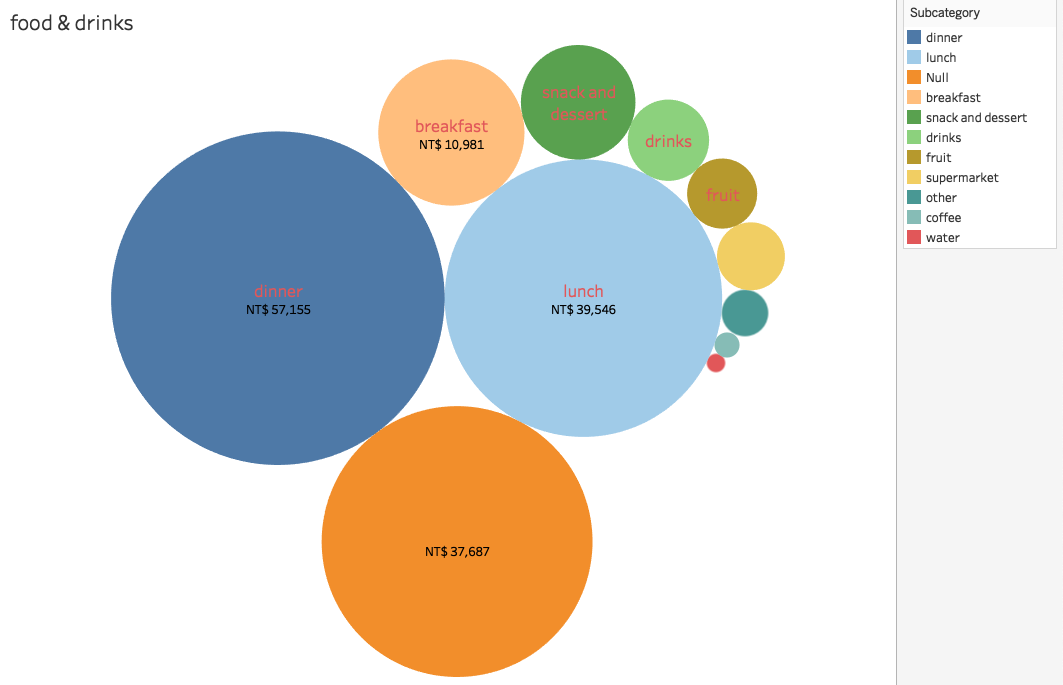 food & drinks
Subcategory
dinner
lunch
Null
breakfast
snack and dessert
drinks
fruit
supermarket
other
coffee
water
snack and
dessert
breakfast
NT$ 10,981
drinks
fruit
dinner
NT$ 57,155
lunch
NT$ 39,546
NT$ 37,687